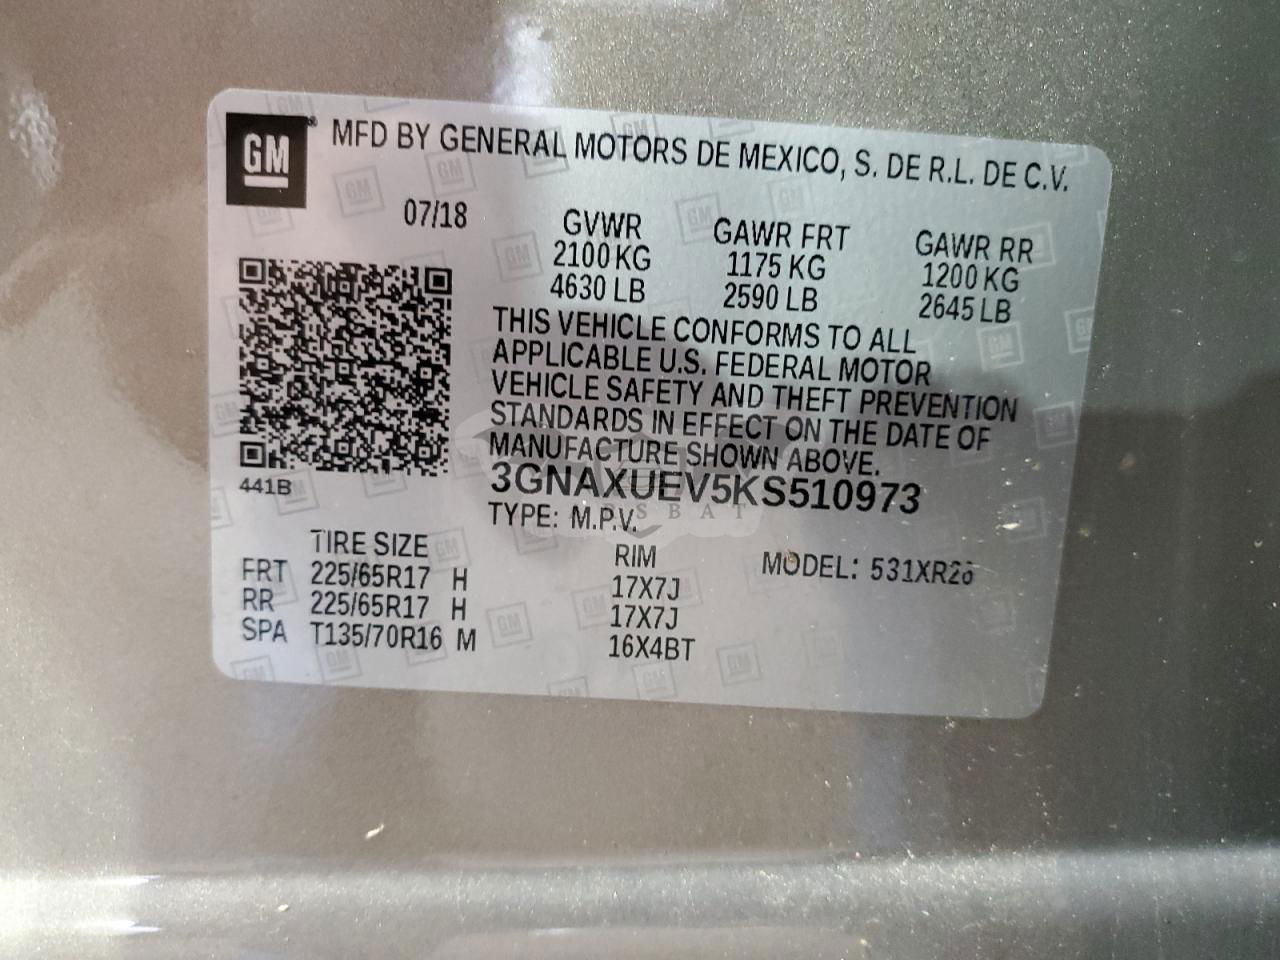 GM
MFD BY GENERAL MOTORS DE MEXICO, S. DE R.L. DE C.V.
07/18
GVWR GAWR FRT GAWR RR
2100 KG 1175 KG 1200 KG
4630 LB 2590 LB 2645 LB
THIS VEHICLE CONFORMS TO ALL
APPLICABLE U.S. FEDERAL MOTOR
VEHICLE SAFETY AND THEFT PREVENTION
STANDARDS IN EFFECT ON THE DATE OF
MANUFACTURE SHOWN ABOVE.
3GNAXUEV5KS510973
441B
TYPE: M.P.V.
TIRE SIZE RIM MODEL: 531XR26
FRT 225/65R17 H 17X7J
RR 225/65R17 H 17X7J
SPA T135/70R16 M 16X4BT